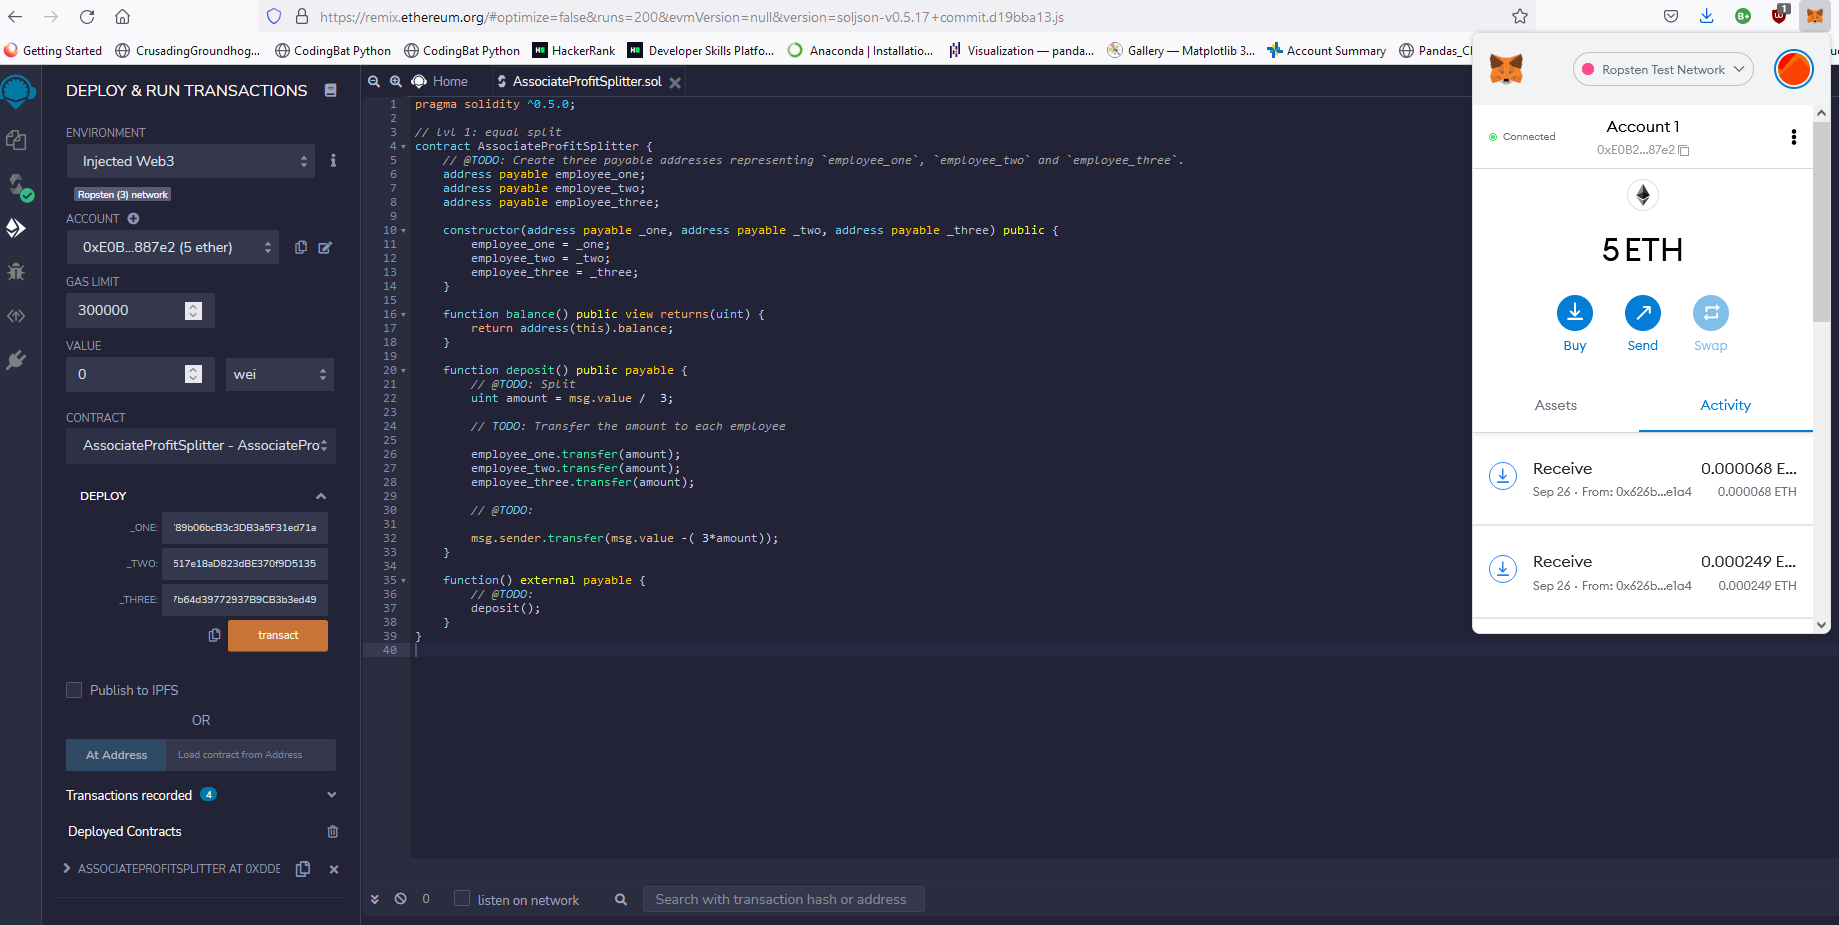 https://remix.ethereum.org/#optimize=false&runs=200&evmVersion=null&version=soljson-v0.5.17+commit.d19bba13.js
1
Getting Started
CrusadingGroundhog...
CodingBat Python
CodingBat Python
HackerRank
Developer Skills Platfo...
Anaconda | Installatio...
Visualization — panda...
Gallery — Matplotlib 3...
Account Summary
DEPLOY & RUN TRANSACTIONS
ENVIRONMENT
Injected Web3
Ropsten (3) network
ACCOUNT
0xE0B...887e2 (5 ether)
GAS LIMIT
300000
VALUE
0
wei
CONTRACT
AssociateProfitSplitter - AssociatePro
DEPLOY
_ONE:
'89b06bcB3c3DB3a5F31ed71a
_TWO:
517e18aD823dBE370f9D5135
_THREE:
7b64d39772937B9CB3b3ed49
transact
Publish to IPFS
OR
At Address
Load contract from Address
Transactions recorded 4
Deployed Contracts
ASSOCIATEPROFITSPLITTER AT 0XDDE
Home
AssociateProfitSplitter.sol
1 pragma solidity ^0.5.0;
2
3 // lvl 1: equal split
4 contract AssociateProfitSplitter {
5 // @TODO: Create three payable addresses representing `employee_one`, `employee_two` and `employee_three`.
6 address payable employee_one;
7 address payable employee_two;
8 address payable employee_three;
9
10 constructor(address payable _one, address payable _two, address payable _three) public {
11 employee_one = _one;
12 employee_two = _two;
13 employee_three = _three;
14 }
15
16 function balance() public view returns(uint) {
17 return address(this).balance;
18 }
19
20 function deposit() public payable {
21 // @TODO: Split
22 uint amount = msg.value /  3;
23
24 // TODO: Transfer the amount to each employee
25
26 employee_one.transfer(amount);
27 employee_two.transfer(amount);
28 employee_three.transfer(amount);
29
30 // @TODO:
31
32 msg.sender.transfer(msg.value -( 3*amount));
33 }
34
35 function() external payable {
36 // @TODO:
37 deposit();
38 }
39 }
40
0
listen on network
Search with transaction hash or address
Ropsten Test Network
Connected
Account 1
0xE0B2...87e2
5 ETH
Buy
Send
Swap
Assets
Activity
Receive
0.000068 E...
Sep 26 · From: 0x626b...e1a4
0.000068 ETH
Receive
0.000249 E...
Sep 26 · From: 0x626b...e1a4
0.000249 ETH